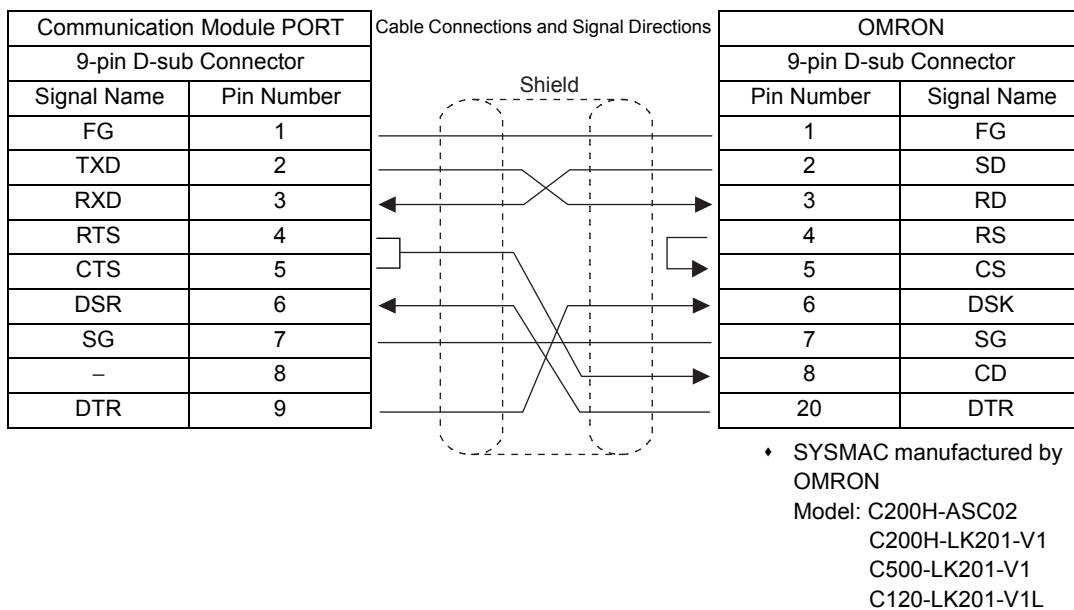 Communication Module PORT Cable Connections and Signal Directions OMRON
9-pin D-sub Connector 9-pin D-sub Connector
Signal Name Pin Number Shield Pin Number Signal Name
FG 1 1 FG
TXD 2 2 SD
RXD 3 3 RD
RTS 4 4 RS
CTS 5 5 CS
DSR 6 6 DSK
SG 7 7 SG
– 8 8 CD
DTR 9 20 DTR
♦ SYSMAC manufactured by
OMRON
Model: C200H-ASC02
C200H-LK201-V1
C500-LK201-V1
C120-LK201-V1L